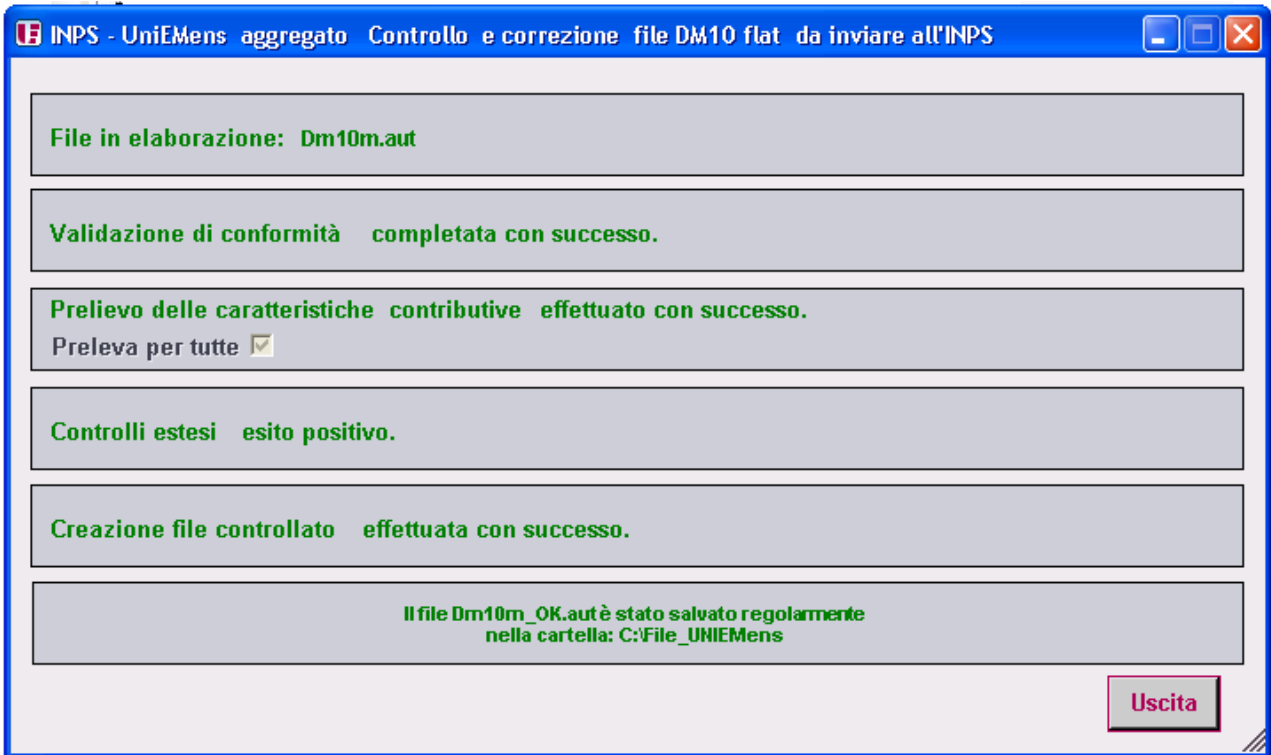 INPS - UniEMens aggregato Controllo e correzione file DM10 flat da inviare all'INPS
File in elaborazione: Dm10m.aut
Validazione di conformità completata con successo.
Prelievo delle caratteristiche contributive effettuato con successo.
Preleva per tutte
Controlli estesi esito positivo.
Creazione file controllato effettuata con successo.
Il file Dm10m_OK.aut è stato salvato regolarmente
nella cartella: C:\File_UNIEMens
Uscita